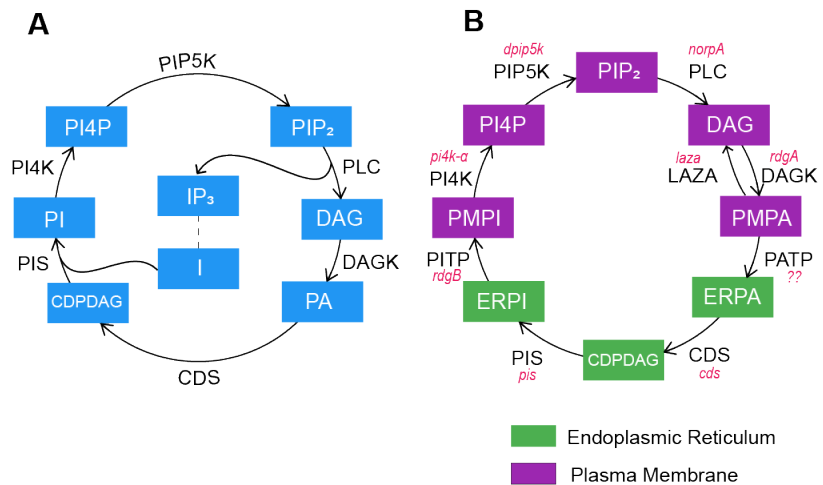 A
PIP5K
PI4P
PIP₂
PI4K
PLC
IP₃
PI
DAG
PIS
I
DAGK
CDPDAG
PA
CDS
B
dpip5k
PIP5K
PIP₂
norpA
PLC
PI4P
DAG
pi4k-α
PI4K
laza
LAZA
rdgA
DAGK
PMPI
PMPA
PITP
rdgB
PATP
??
ERPI
ERPA
PIS
pis
CDPDAG
CDS
cds
Endoplasmic Reticulum
Plasma Membrane